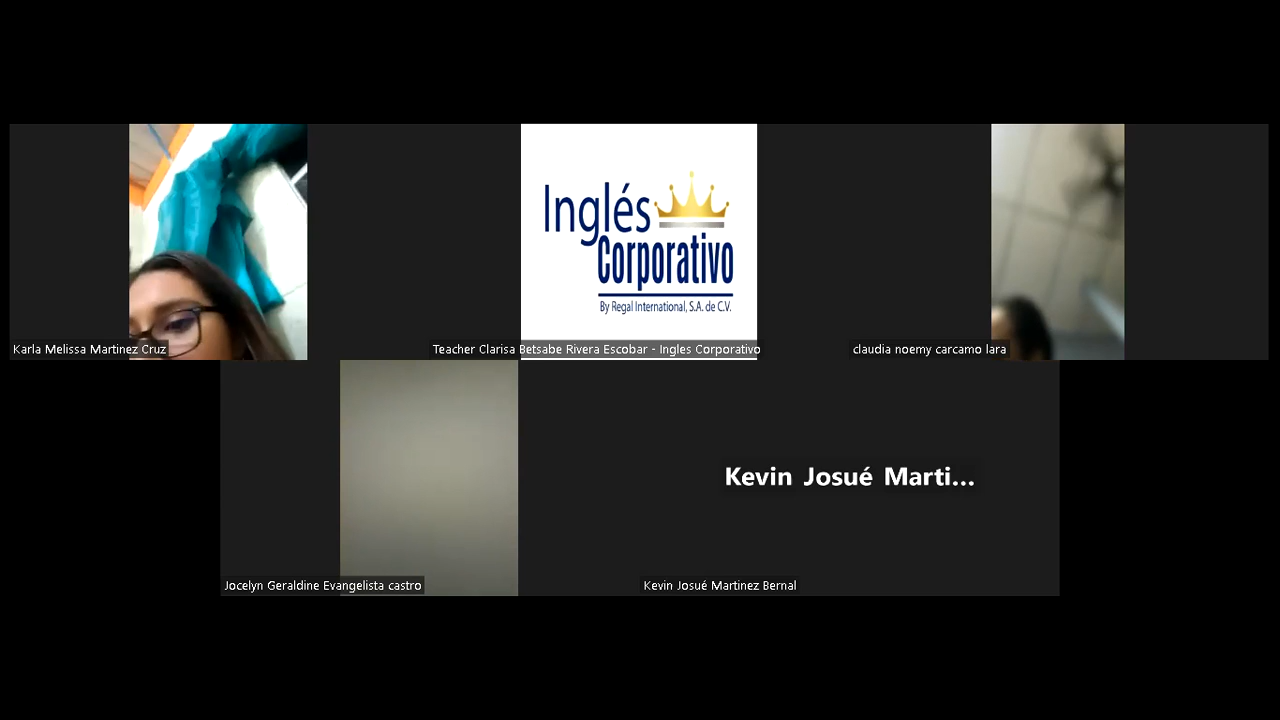 Inglés
Corporativo
By Regal International, S.A. de C.V.
Karla Melissa Martinez Cruz
Teacher Clarisa Betsabe Rivera Escobar - Ingles Corporativo
claudia noemy carcamo lara
Kevin Josué Marti...
Jocelyn Geraldine Evangelista castro
Kevin Josué Martinez Bernal